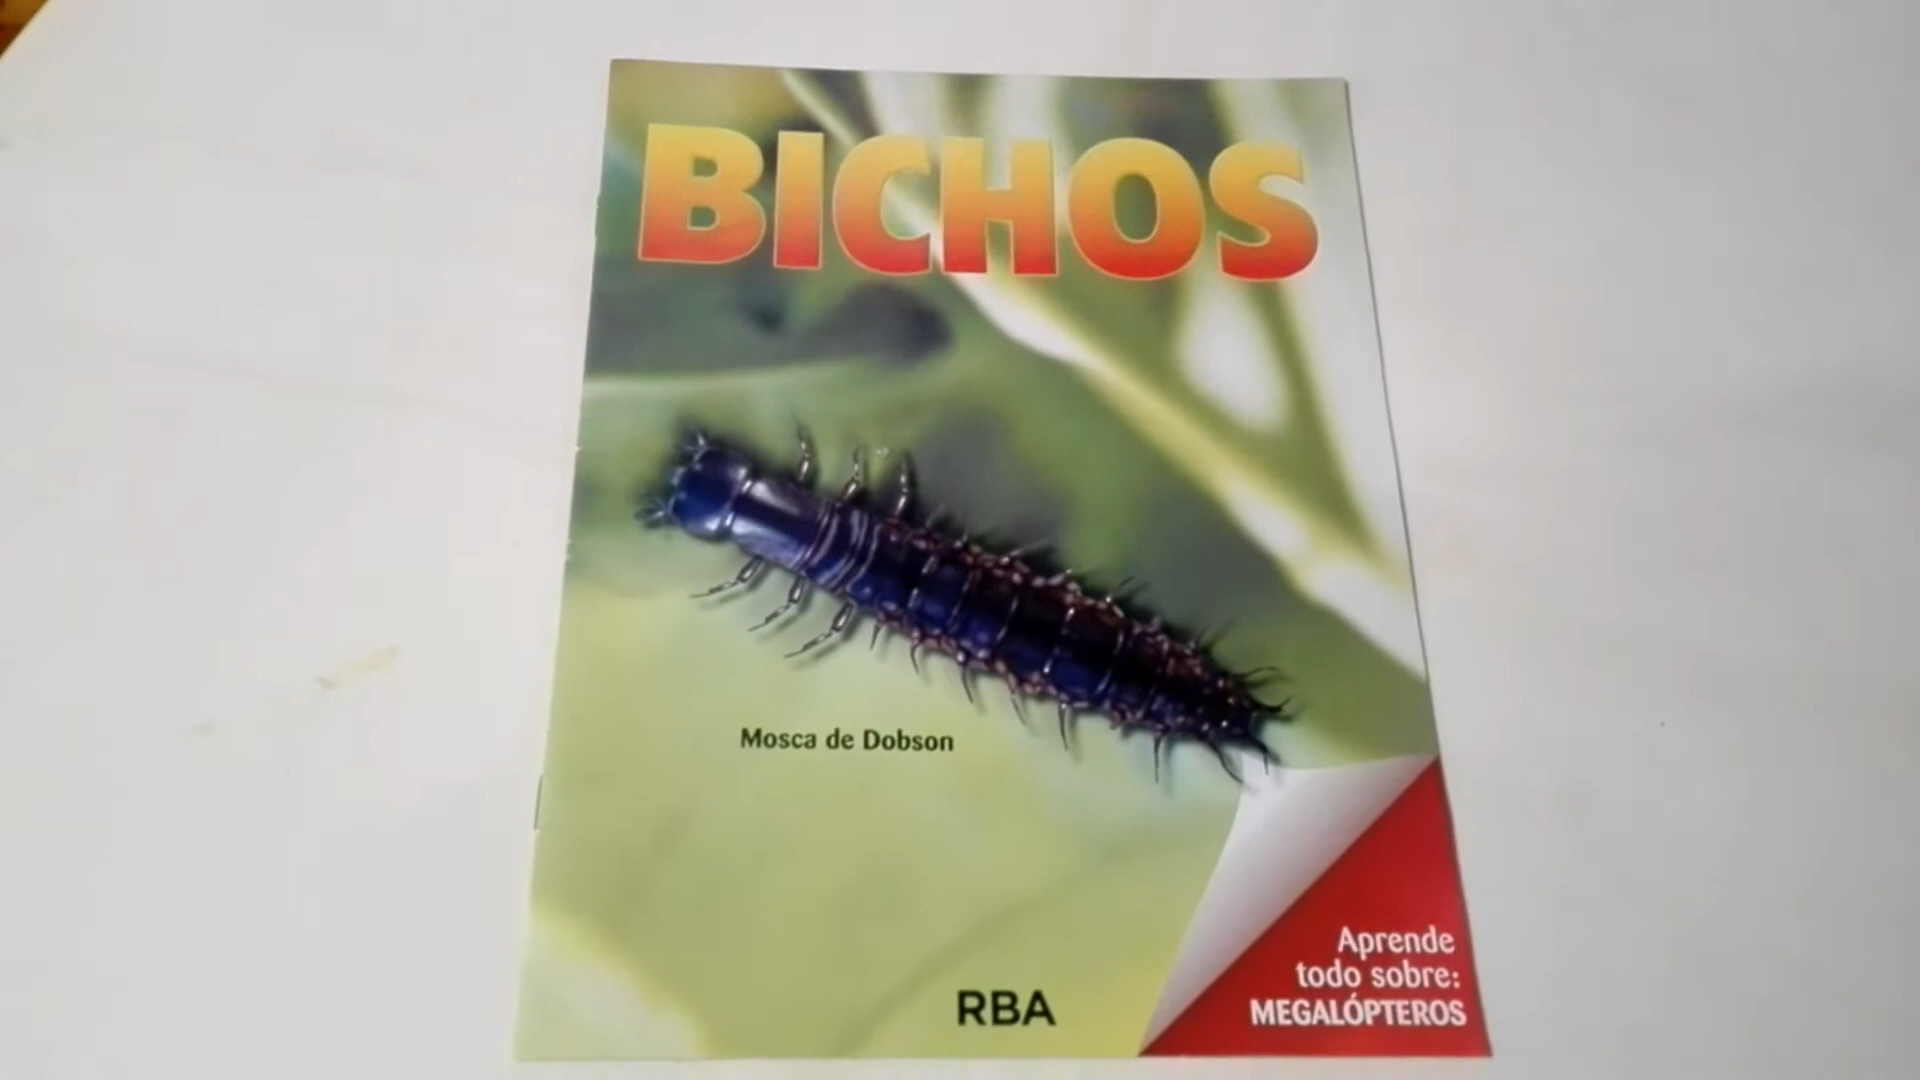 BICHOS
Mosca de Dobson
Aprende
todo sobre:
MEGALÓPTEROS
RBA